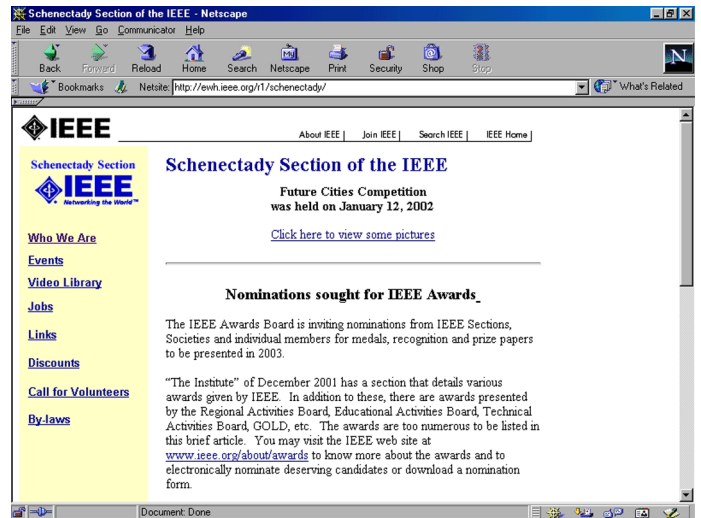 Schenectady Section of the IEEE - Netscape
File Edit View Go Communicator Help
Back Forward Reload Home Search Netscape Print Security Shop Stop
N
Bookmarks Netsite: http://ewh.ieee.org/r1/schenectady/ What's Related
IEEE
About IEEE | Join IEEE | Search IEEE | IEEE Home |
Schenectady Section
IEEE
Networking the World™
Who We Are
Events
Video Library
Jobs
Links
Discounts
Call for Volunteers
By-laws
Schenectady Section of the IEEE
Future Cities Competition
was held on January 12, 2002
Click here to view some pictures
Nominations sought for IEEE Awards
The IEEE Awards Board is inviting nominations from IEEE Sections,
Societies and individual members for medals, recognition and prize papers
to be presented in 2003.
“The Institute” of December 2001 has a section that details various
awards given by IEEE. In addition to these, there are awards presented
by the Regional Activities Board, Educational Activities Board, Technical
Activities Board, GOLD, etc. The awards are too numerous to be listed in
this brief article. You may visit the IEEE web site at
www.ieee.org/about/awards to know more about the awards and to
electronically nominate deserving candidates or download a nomination
form.
Document: Done